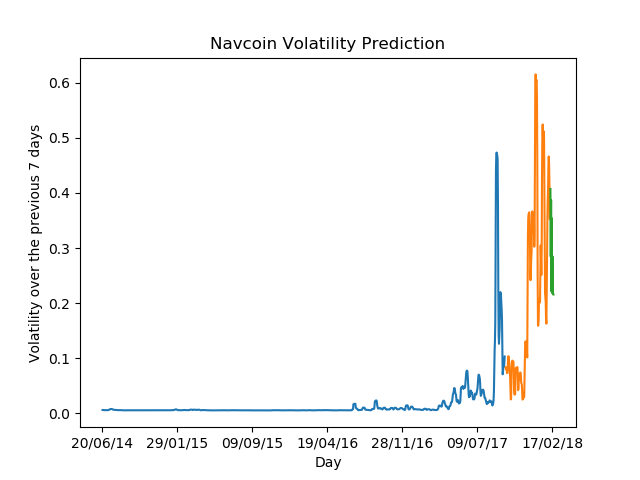 Navcoin Volatility Prediction
Volatility over the previous 7 days
0.6
0.5
0.4
0.3
0.2
0.1
0.0
20/06/14 29/01/15 09/09/15 19/04/16 28/11/16 09/07/17 17/02/18
Day